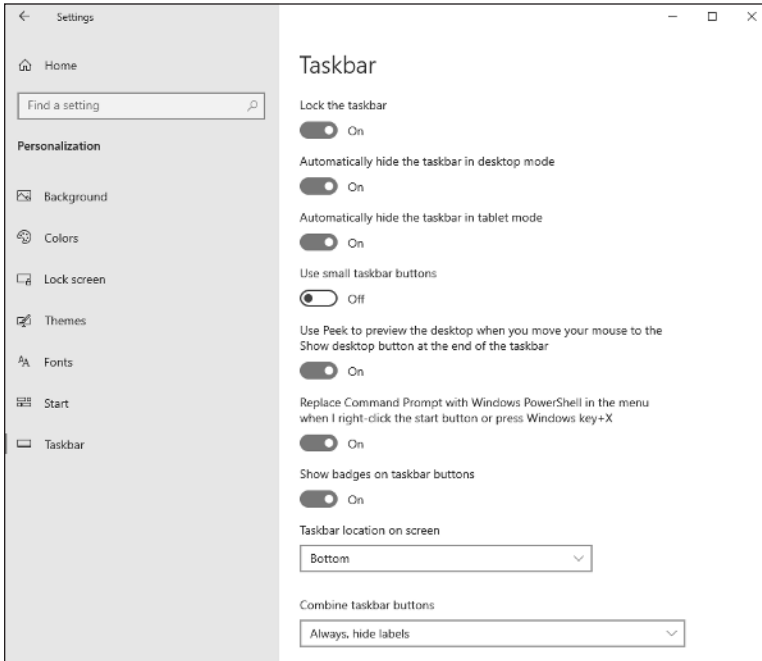 Settings
Home
Find a setting
Personalization
Background
Colors
Lock screen
Themes
Fonts
Start
Taskbar
Taskbar
Lock the taskbar
On
Automatically hide the taskbar in desktop mode
On
Automatically hide the taskbar in tablet mode
On
Use small taskbar buttons
Off
Use Peek to preview the desktop when you move your mouse to the
Show desktop button at the end of the taskbar
On
Replace Command Prompt with Windows PowerShell in the menu
when I right-click the start button or press Windows key+X
On
Show badges on taskbar buttons
On
Taskbar location on screen
Bottom
Combine taskbar buttons
Always, hide labels